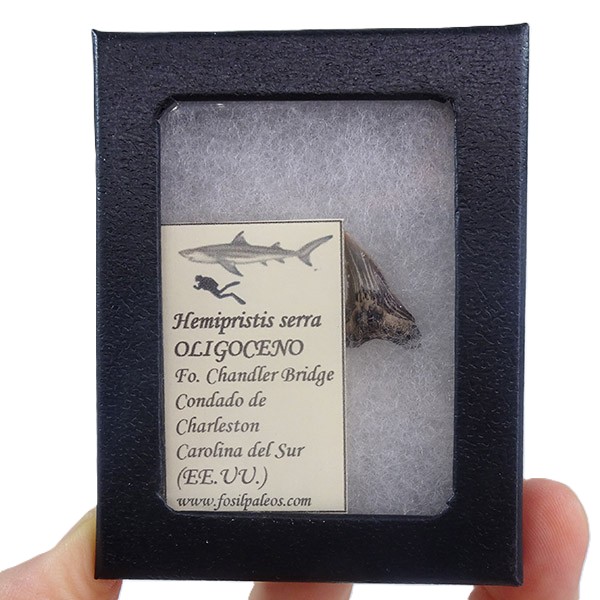 Hemipristis serra
OLIGOCENO
Fo. Chandler Bridge
Condado de
Charleston
Carolina del Sur
(EE.UU.)
www.fosilpaleos.com